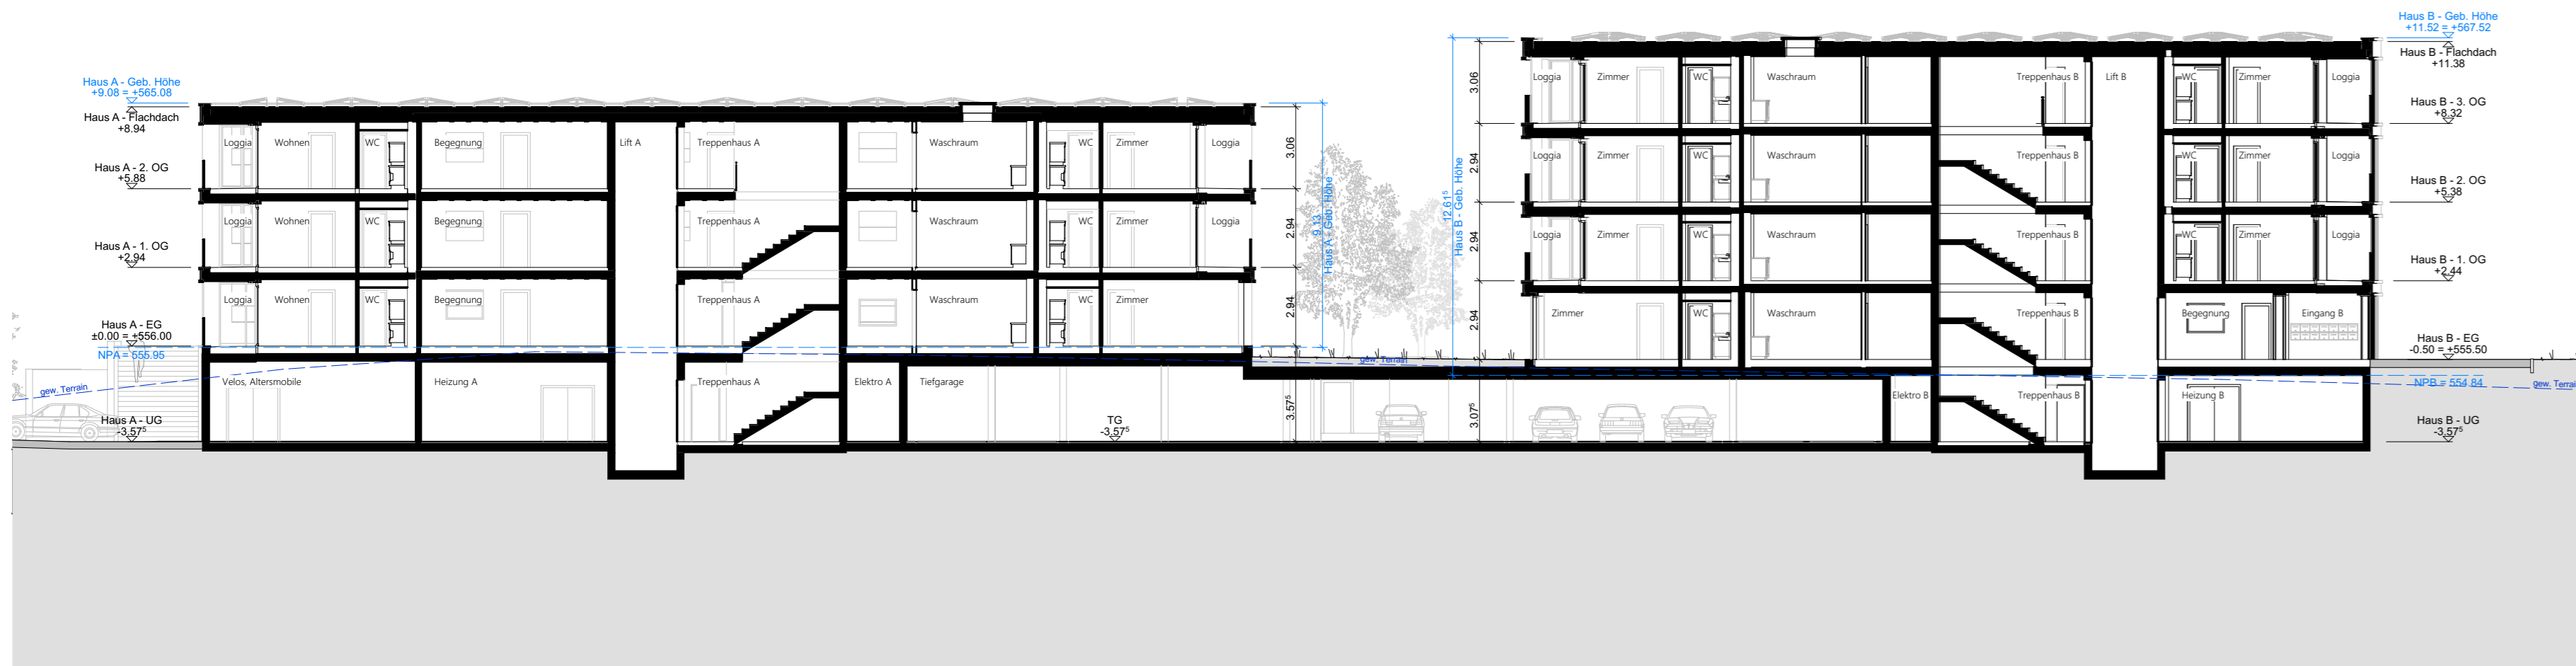 Haus A - Geb. Höhe
+9.08 = +565.08
Haus A - Flachdach
+8.94
Haus A - 2. OG
+5.88
Haus A - 1. OG
+2.94
Haus A - EG
±0.00 = +556.00
NPA = 555.95
gew. Terrain
Haus A - UG
-3.57⁵
Loggia Wohnen WC Begegnung Lift A Treppenhaus A Waschraum WC Zimmer Loggia
Loggia Wohnen WC Begegnung Treppenhaus A Waschraum WC Zimmer Loggia
Loggia Wohnen WC Begegnung Treppenhaus A Waschraum WC Zimmer
Velos, Altersmobile Heizung A Treppenhaus A Elektro A Tiefgarage
TG
-3.57⁵
3.06
2.94
2.94
3.57⁵
9.13
Haus A - Geb. Höhe
gew. Terrain
12.61⁵
Haus B - Geb. Höhe
3.06
2.94
2.94
2.94
3.07⁵
Loggia Zimmer WC Waschraum Treppenhaus B Lift B WC Zimmer Loggia
Loggia Zimmer WC Waschraum Treppenhaus B WC Zimmer Loggia
Loggia Zimmer WC Waschraum Treppenhaus B WC Zimmer Loggia
Zimmer WC Waschraum Treppenhaus B Begegnung Eingang B
Elektro B Treppenhaus B Heizung B
Haus B - Geb. Höhe
+11.52 = +567.52
Haus B - Flachdach
+11.38
Haus B - 3. OG
+8.32
Haus B - 2. OG
+5.38
Haus B - 1. OG
+2.44
Haus B - EG
-0.50 = +555.50
NPB = 554.84
gew. Terrai
Haus B - UG
-3.57⁵